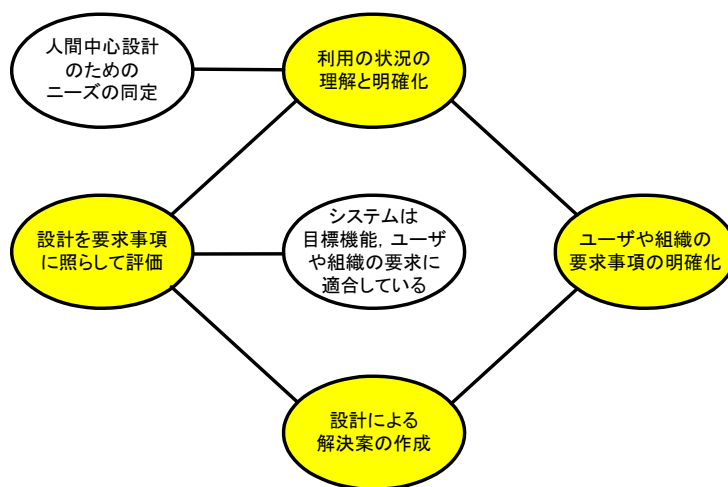 人間中心設計
のための
ニーズの同定
利用の状況の
理解と明確化
設計を要求事項
に照らして評価
システムは
目標機能，ユーザ
や組織の要求に
適合している
ユーザや組織の
要求事項の明確化
設計による
解決案の作成